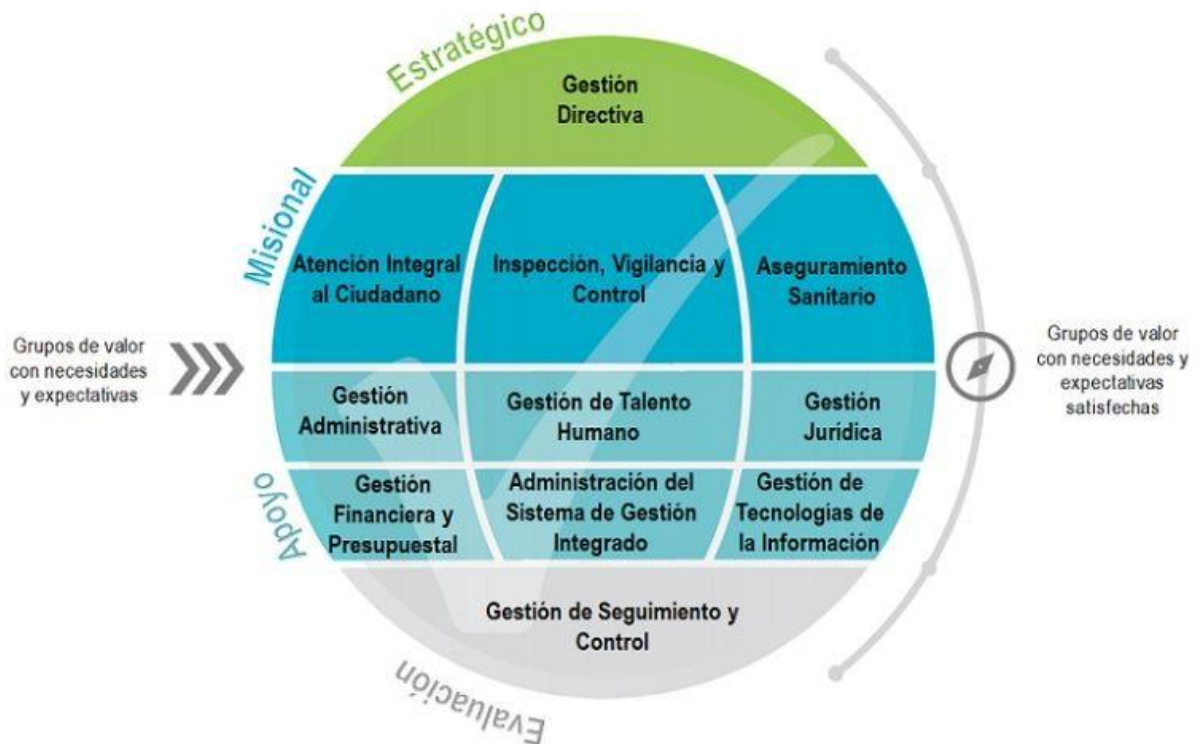 Estratégico
Gestión
Directiva
Misional
Atención Integral
al Ciudadano
Inspección, Vigilancia y
Control
Aseguramiento
Sanitario
Grupos de valor
con necesidades
y expectativas
Grupos de valor
con necesidades y
expectativas
satisfechas
Gestión
Administrativa
Gestión de Talento
Humano
Gestión
Jurídica
Apoyo
Gestión
Financiera y
Presupuestal
Administración del
Sistema de Gestión
Integrado
Gestión de
Tecnologías de
la Información
Gestión de Seguimiento y
Control
Evaluación